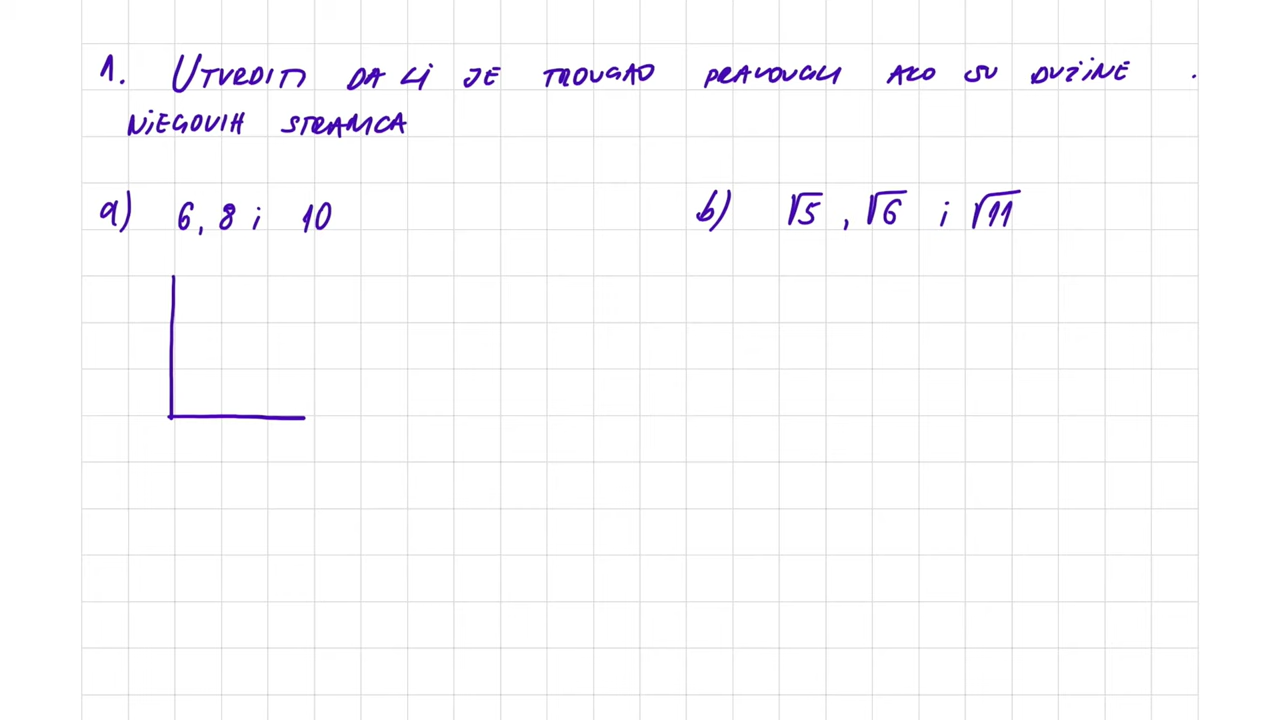 1. UTVRDITI DA LI JE TROUGAO PRAVOUGLI AKO SU DUŽINE
NJEGOVIH STRANICA
a) 6, 8 i 10
b) √5, √6 i √11